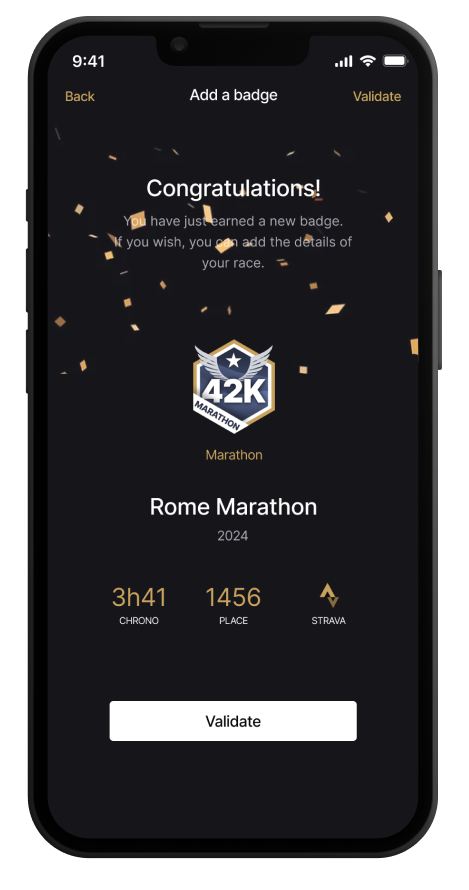 9:41
Back Add a badge Validate
Congratulations!
You have just earned a new badge.
If you wish, you can add the details of
your race.
42K
MARATHON
Marathon
Rome Marathon
2024
3h41 1456
CHRONO PLACE STRAVA
Validate